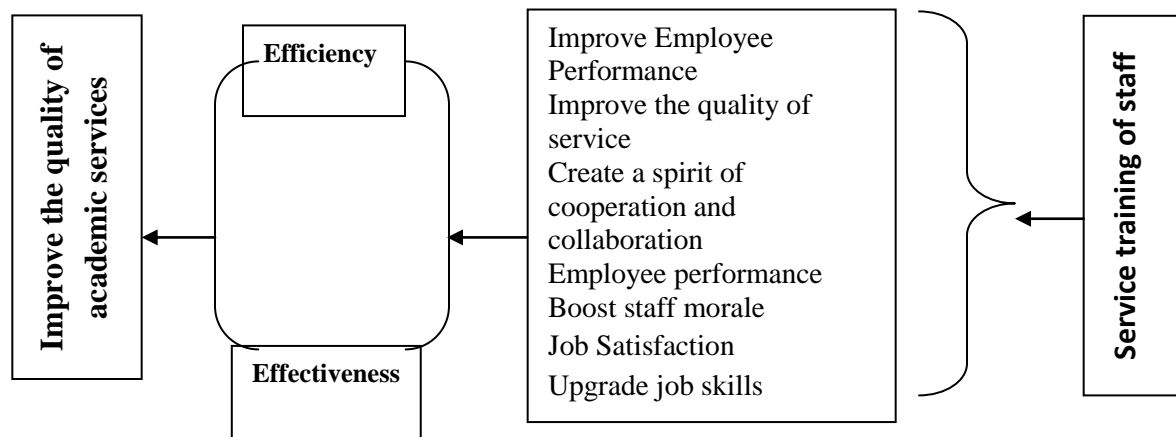 Improve the quality of
academic services
Efficiency
Effectiveness
Improve Employee
Performance
Improve the quality of
service
Create a spirit of
cooperation and
collaboration
Employee performance
Boost staff morale
Job Satisfaction
Upgrade job skills
Service training of staff